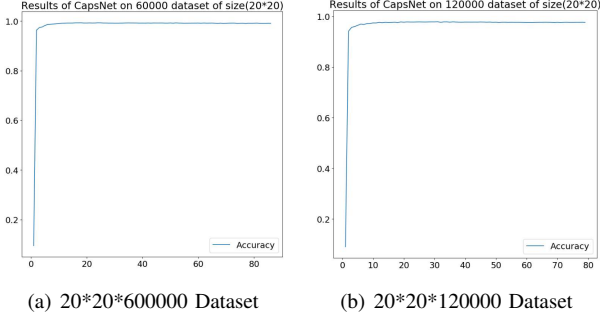 Results of CapsNet on 60000 dataset of size(20*20)
1.0
0.8
0.6
0.4
0.2
0 20 40 60 80
Accuracy
(a) 20*20*600000 Dataset
Results of CapsNet on 120000 dataset of size(20*20)
1.0
0.8
0.6
0.4
0.2
0 10 20 30 40 50 60 70 80
Accuracy
(b) 20*20*120000 Dataset